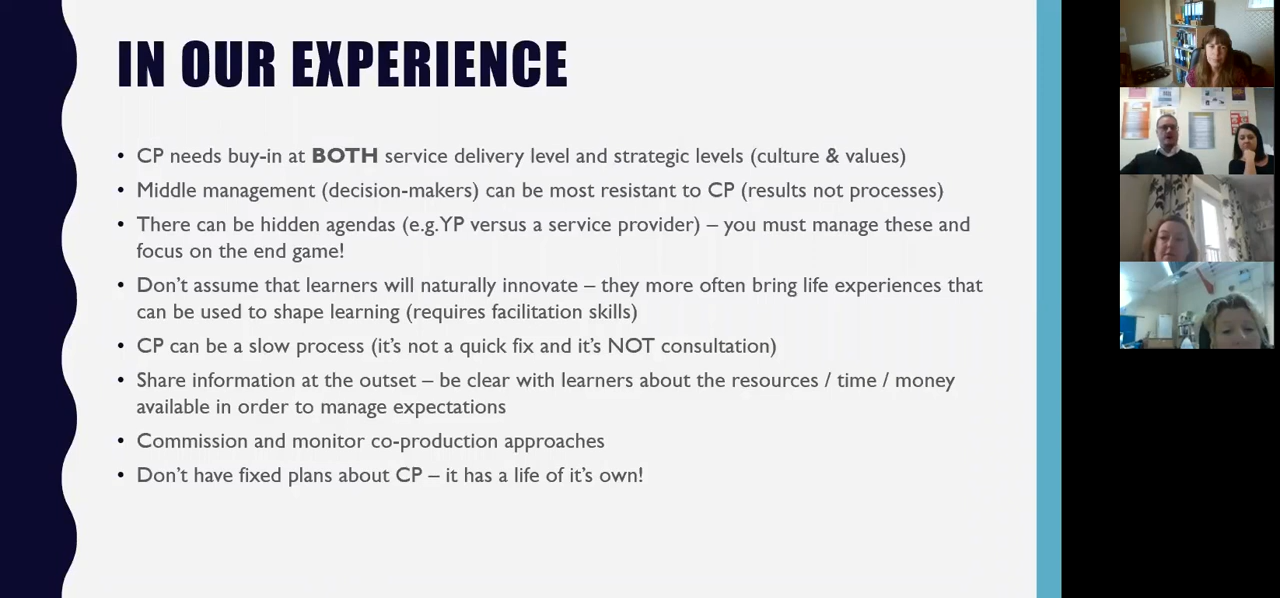 IN OUR EXPERIENCE
• CP needs buy-in at BOTH service delivery level and strategic levels (culture & values)
• Middle management (decision-makers) can be most resistant to CP (results not processes)
• There can be hidden agendas (e.g. YP versus a service provider) – you must manage these and
focus on the end game!
• Don't assume that learners will naturally innovate – they more often bring life experiences that
can be used to shape learning (requires facilitation skills)
• CP can be a slow process (it's not a quick fix and it's NOT consultation)
• Share information at the outset – be clear with learners about the resources / time / money
available in order to manage expectations
• Commission and monitor co-production approaches
• Don't have fixed plans about CP – it has a life of it's own!